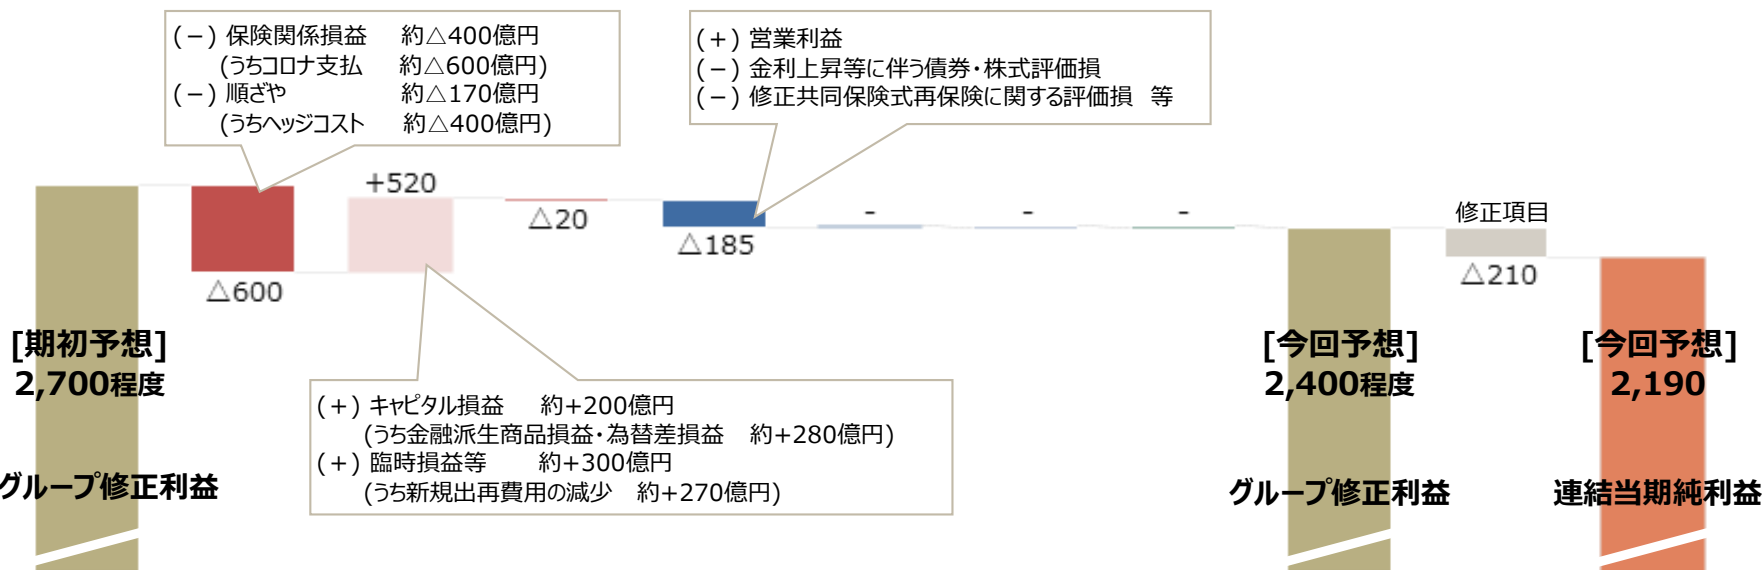 (－) 保険関係損益 約△400億円
(うちコロナ支払 約△600億円)
(－) 順ざや 約△170億円
(うちヘッジコスト 約△400億円)
(＋) 営業利益
(－) 金利上昇等に伴う債券・株式評価損
(－) 修正共同保険式再保険に関する評価損 等
+520
△20
△185
-
-
-
修正項目
△600
△210
[期初予想]
2,700程度
[今回予想]
2,400程度
[今回予想]
2,190
(＋) キャピタル損益 約+200億円
(うち金融派生商品損益・為替差損益 約+280億円)
(＋) 臨時損益等 約+300億円
(うち新規出再費用の減少 約+270億円)
グループ修正利益
グループ修正利益
連結当期純利益